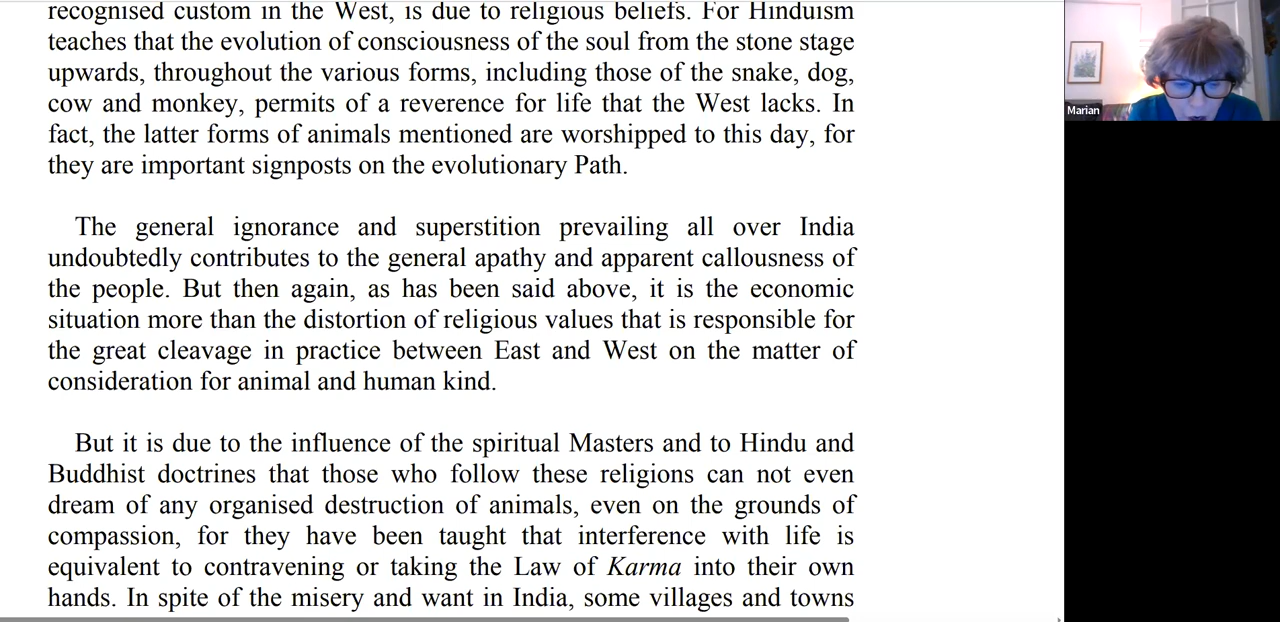 recognised custom in the West, is due to religious beliefs. For Hinduism
teaches that the evolution of consciousness of the soul from the stone stage
upwards, throughout the various forms, including those of the snake, dog,
cow and monkey, permits of a reverence for life that the West lacks. In
fact, the latter forms of animals mentioned are worshipped to this day, for
they are important signposts on the evolutionary Path.
The general ignorance and superstition prevailing all over India
undoubtedly contributes to the general apathy and apparent callousness of
the people. But then again, as has been said above, it is the economic
situation more than the distortion of religious values that is responsible for
the great cleavage in practice between East and West on the matter of
consideration for animal and human kind.
But it is due to the influence of the spiritual Masters and to Hindu and
Buddhist doctrines that those who follow these religions can not even
dream of any organised destruction of animals, even on the grounds of
compassion, for they have been taught that interference with life is
equivalent to contravening or taking the Law of Karma into their own
hands. In spite of the misery and want in India, some villages and towns
Marian